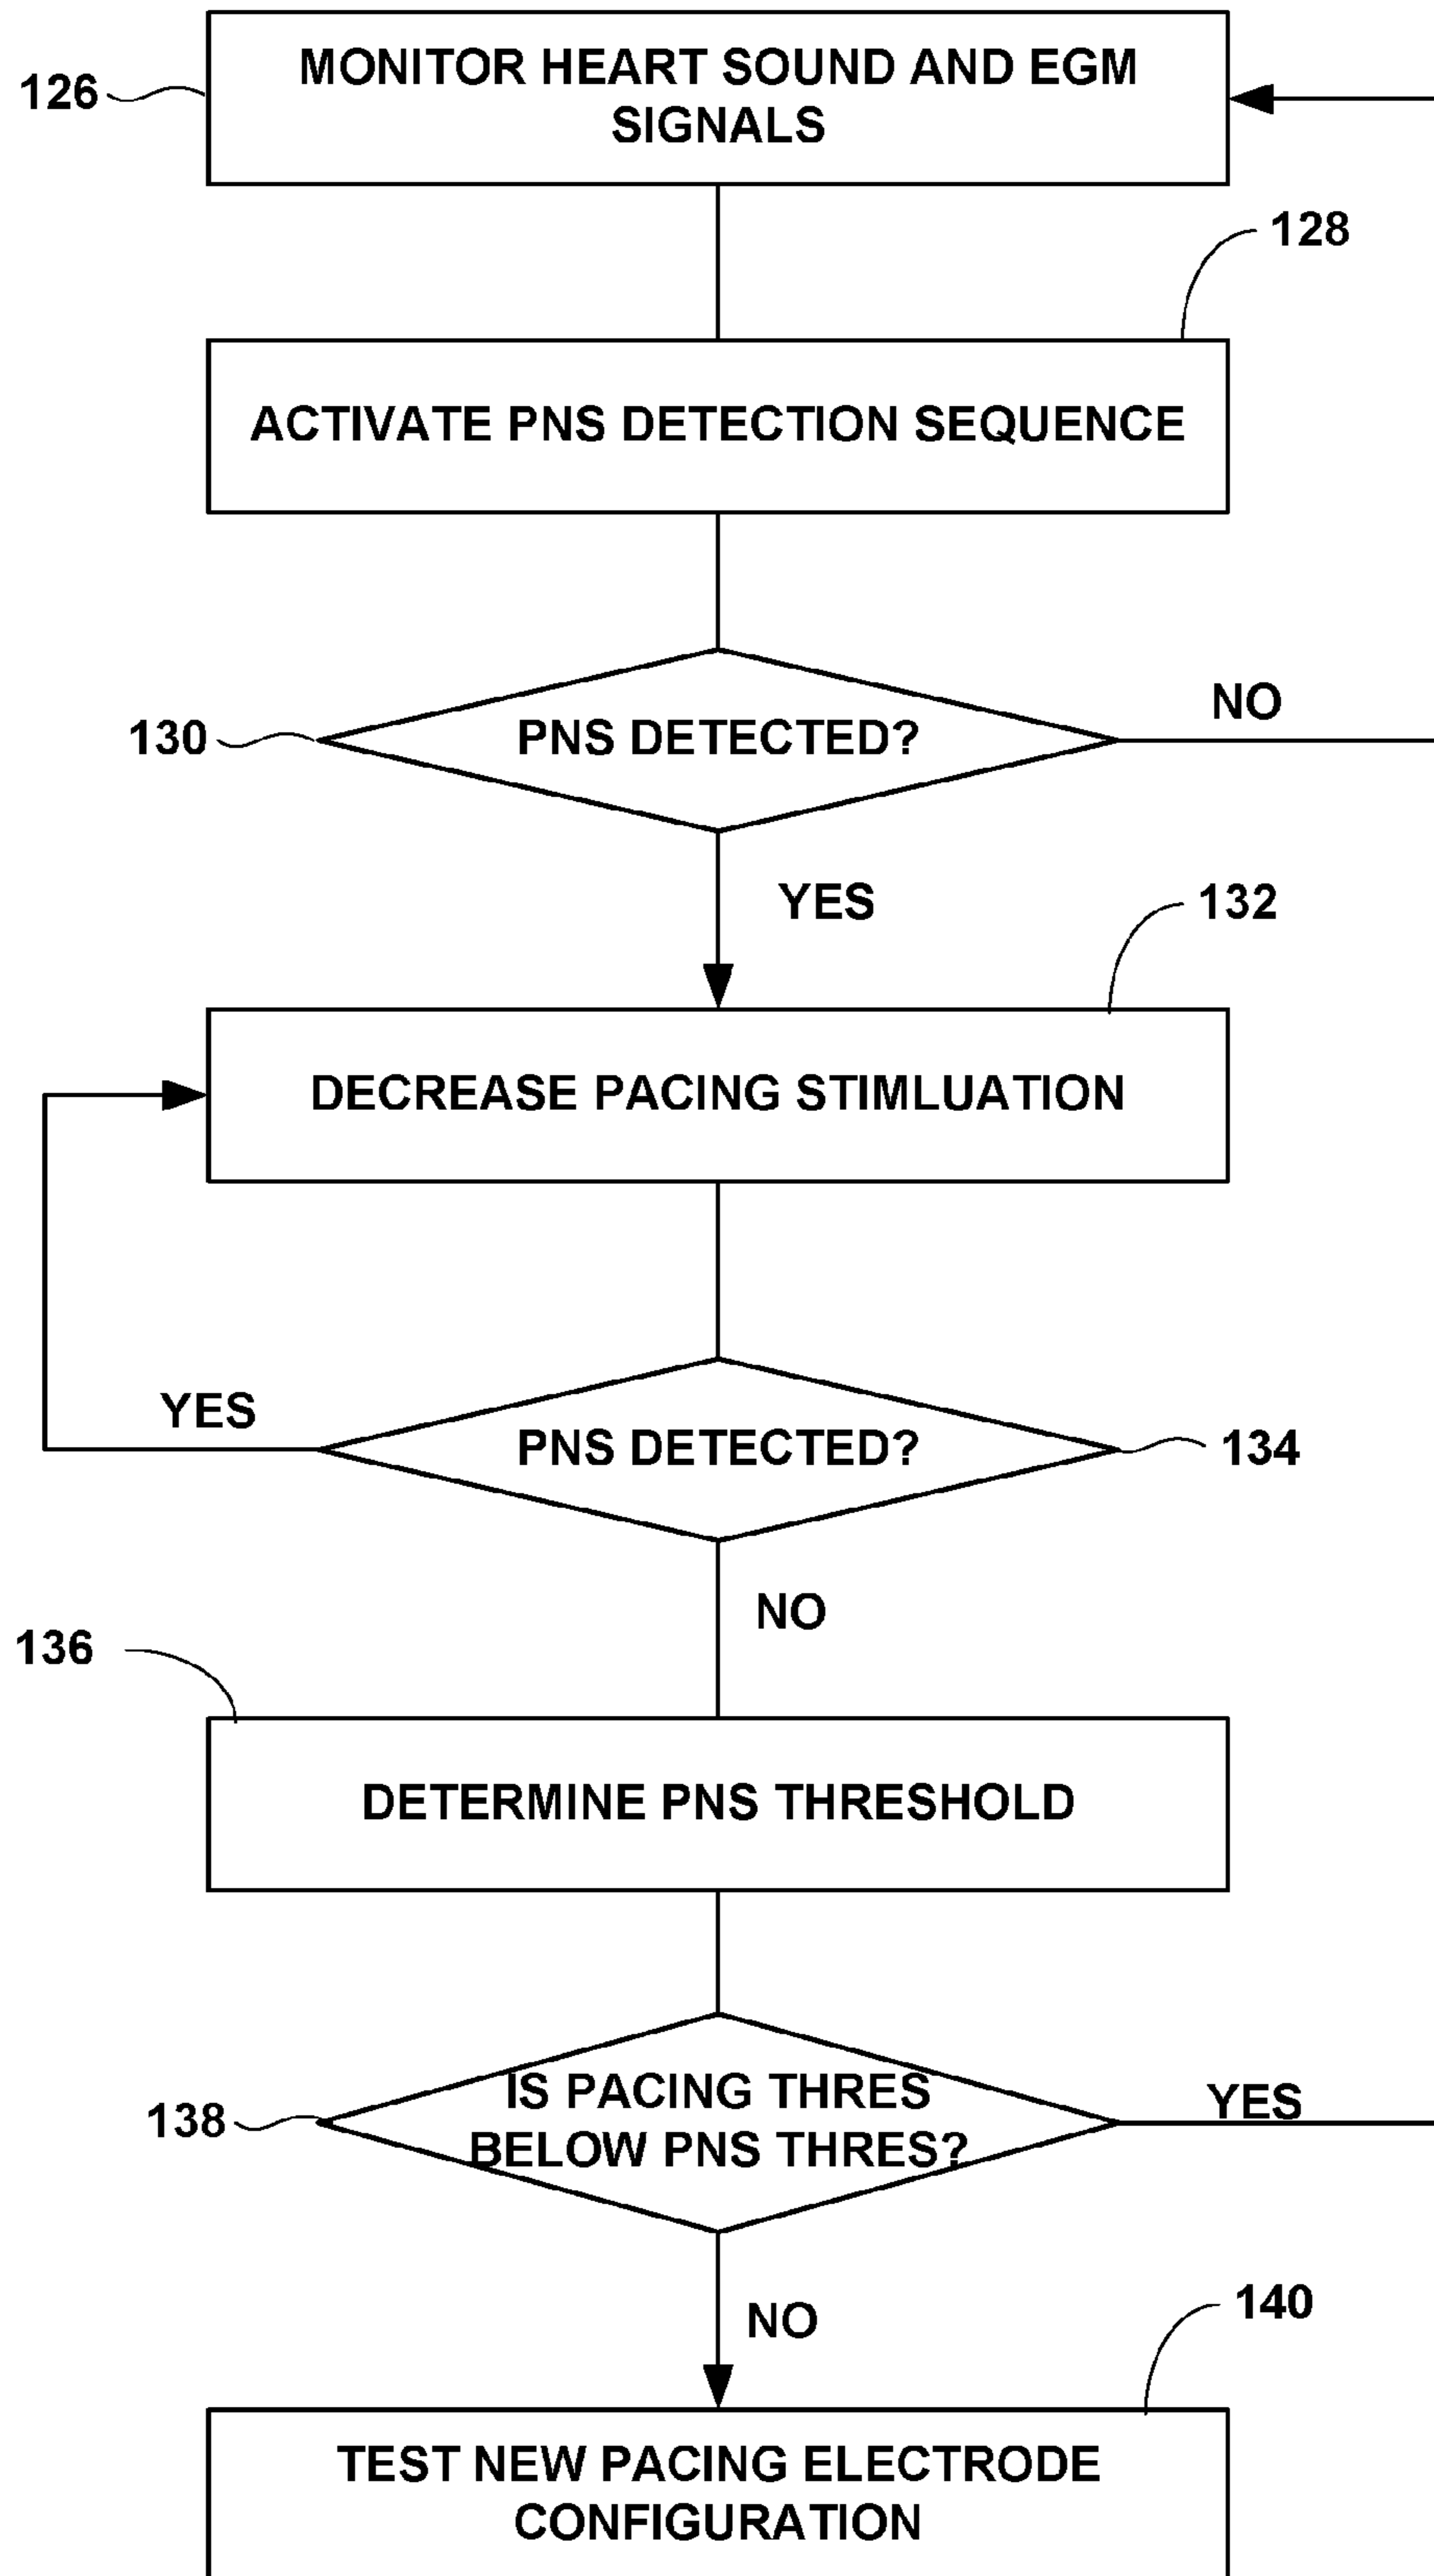 126
MONITOR HEART SOUND AND EGM
SIGNALS
128
ACTIVATE PNS DETECTION SEQUENCE
130
PNS DETECTED?
NO
YES
132
DECREASE PACING STIMLUATION
YES
PNS DETECTED?
134
NO
136
DETERMINE PNS THRESHOLD
138
IS PACING THRES
BELOW PNS THRES?
YES
NO
140
TEST NEW PACING ELECTRODE
CONFIGURATION